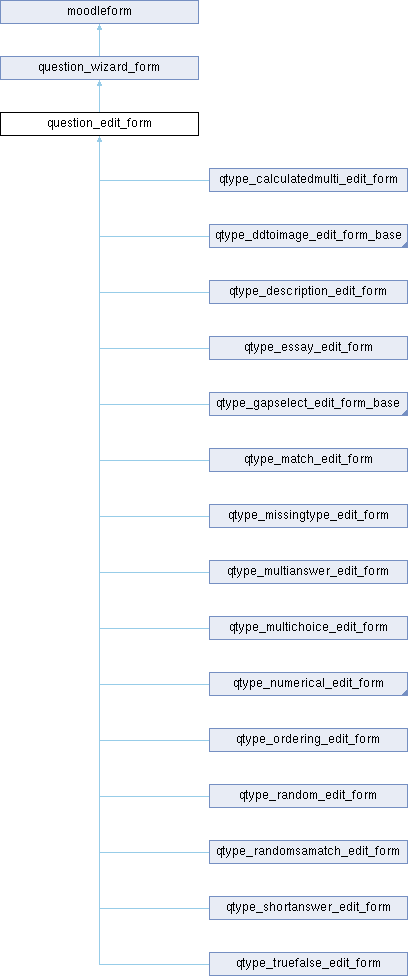 moodleform
question_wizard_form
question_edit_form
qtype_calculatedmulti_edit_form
qtype_ddtoimage_edit_form_base
qtype_description_edit_form
qtype_essay_edit_form
qtype_gapselect_edit_form_base
qtype_match_edit_form
qtype_missingtype_edit_form
qtype_multianswer_edit_form
qtype_multichoice_edit_form
qtype_numerical_edit_form
qtype_ordering_edit_form
qtype_random_edit_form
qtype_randomsamatch_edit_form
qtype_shortanswer_edit_form
qtype_truefalse_edit_form